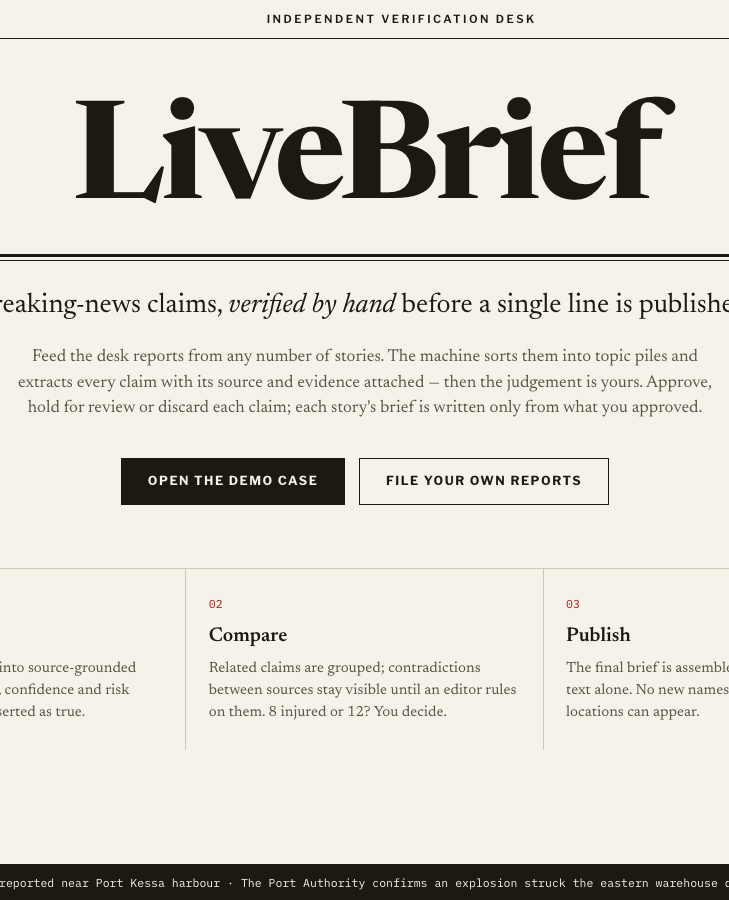 INDEPENDENT VERIFICATION DESK
LiveBrief
reaking-news claims, verified by hand before a single line is publishe
Feed the desk reports from any number of stories. The machine sorts them into topic piles and
extracts every claim with its source and evidence attached — then the judgement is yours. Approve,
hold for review or discard each claim; each story's brief is written only from what you approved.
OPEN THE DEMO CASE
FILE YOUR OWN REPORTS
into source-grounded
, confidence and risk
serted as true.
02
Compare
Related claims are grouped; contradictions
between sources stay visible until an editor rules
on them. 8 injured or 12? You decide.
03
Publish
The final brief is assemble
text alone. No new names
locations can appear.
reported near Port Kessa harbour · The Port Authority confirms an explosion struck the eastern warehouse